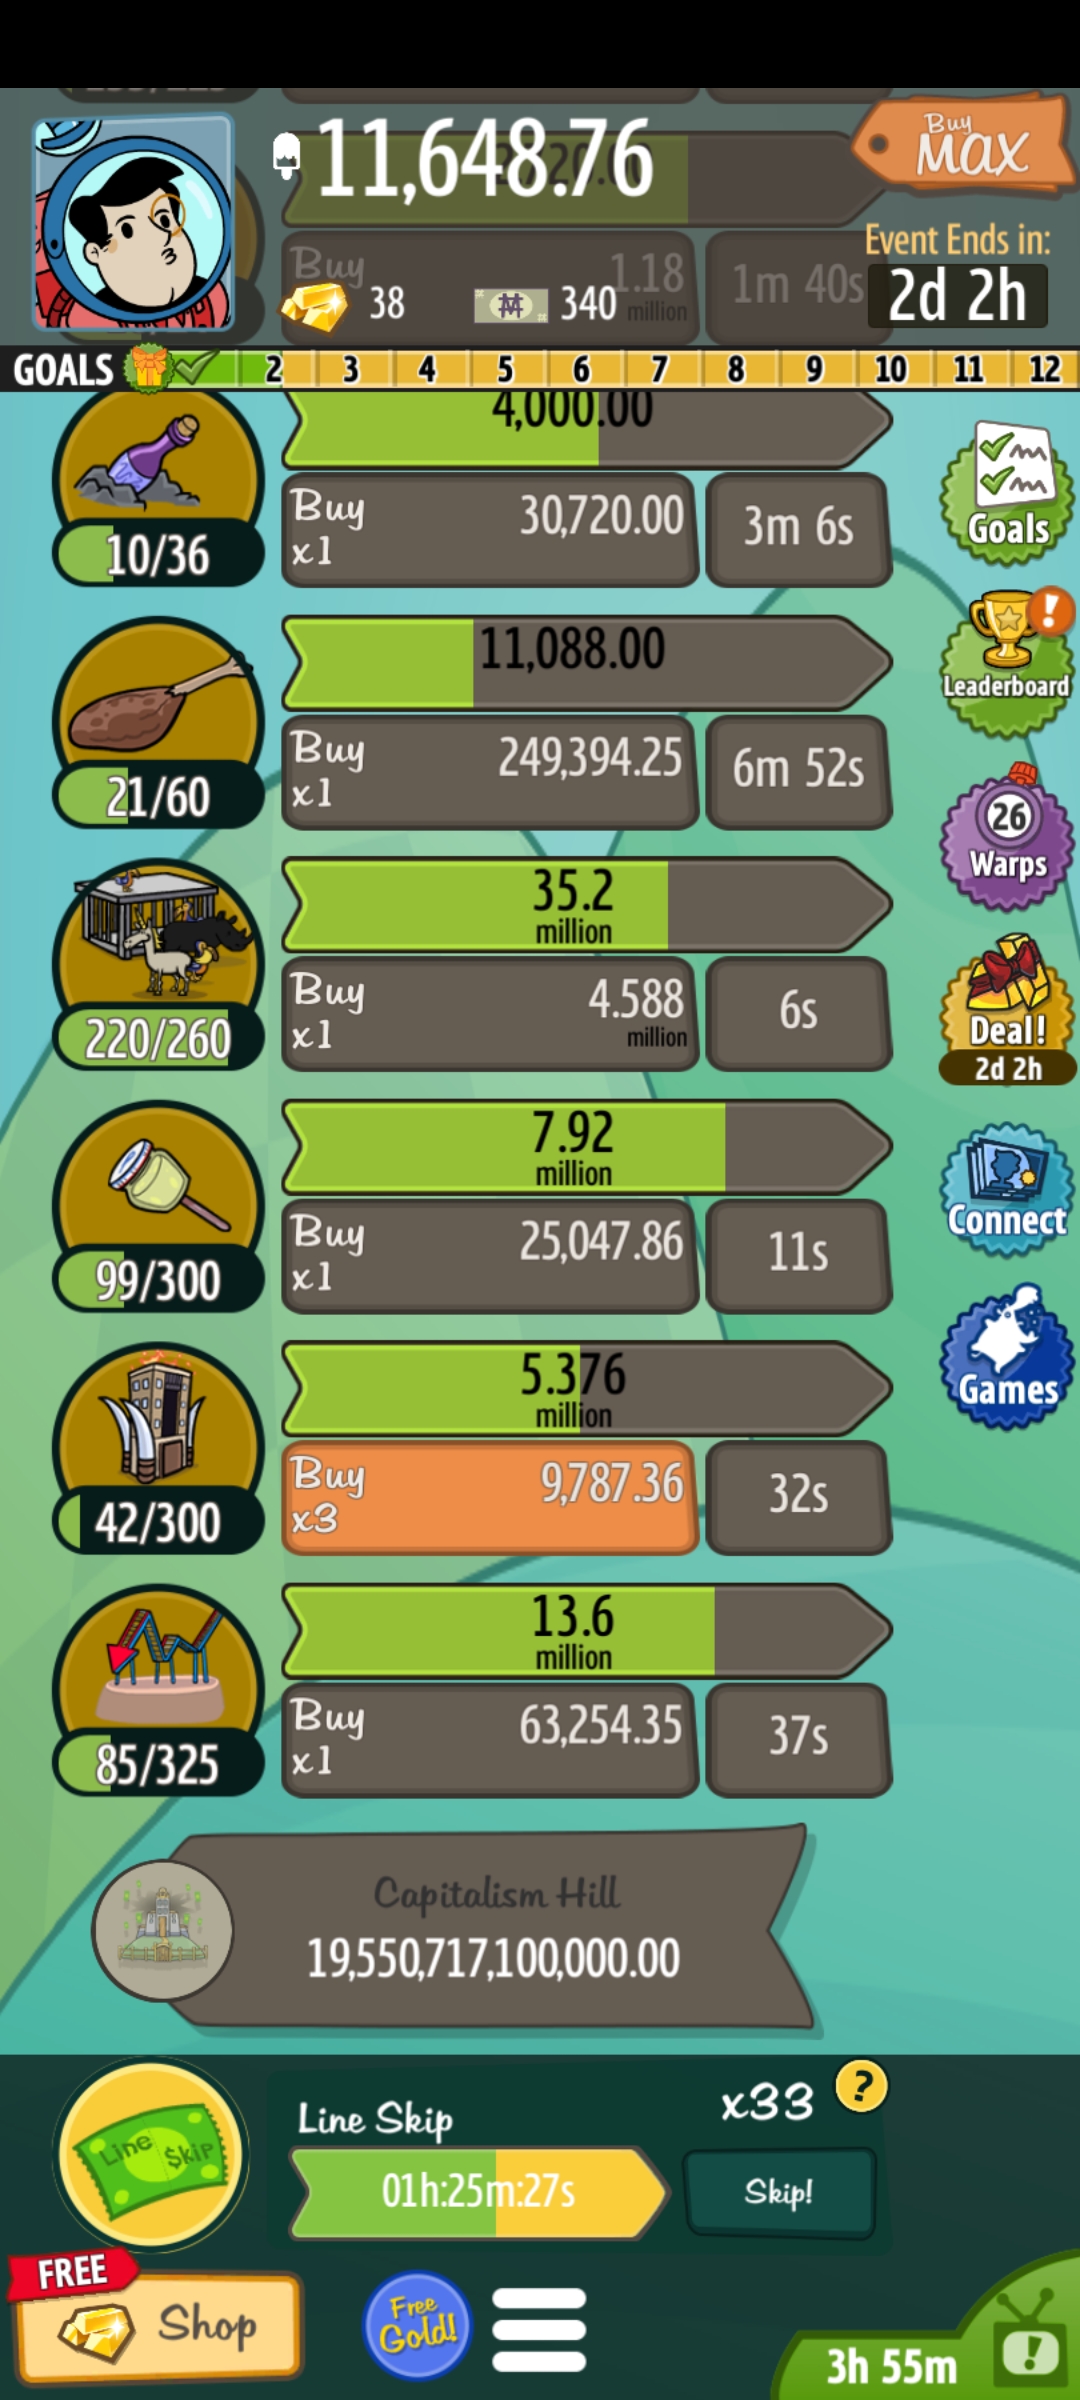 11,648.76
Buy
MAX
Event Ends in:
2d 2h
Buy
1.18
million
1m 40s
38
340
GOALS 2 3 4 5 6 7 8 9 10 11 12
4,000.00
10/36
Buy
x1
30,720.00
3m 6s
Goals
11,088.00
21/60
Buy
x1
249,394.25
6m 52s
Leaderboard
35.2
million
220/260
Buy
x1
4.588
million
6s
26
Warps
Deal!
2d 2h
7.92
million
99/300
Buy
x1
25,047.86
11s
Connect
5.376
million
42/300
Buy
x3
9,787.36
32s
Games
13.6
million
85/325
Buy
x1
63,254.35
37s
Capitalism Hill
19,550,717,100,000.00
Line $kip
Line Skip
x33
?
01h:25m:27s
Skip!
FREE
Shop
Free
Gold!
3h 55m